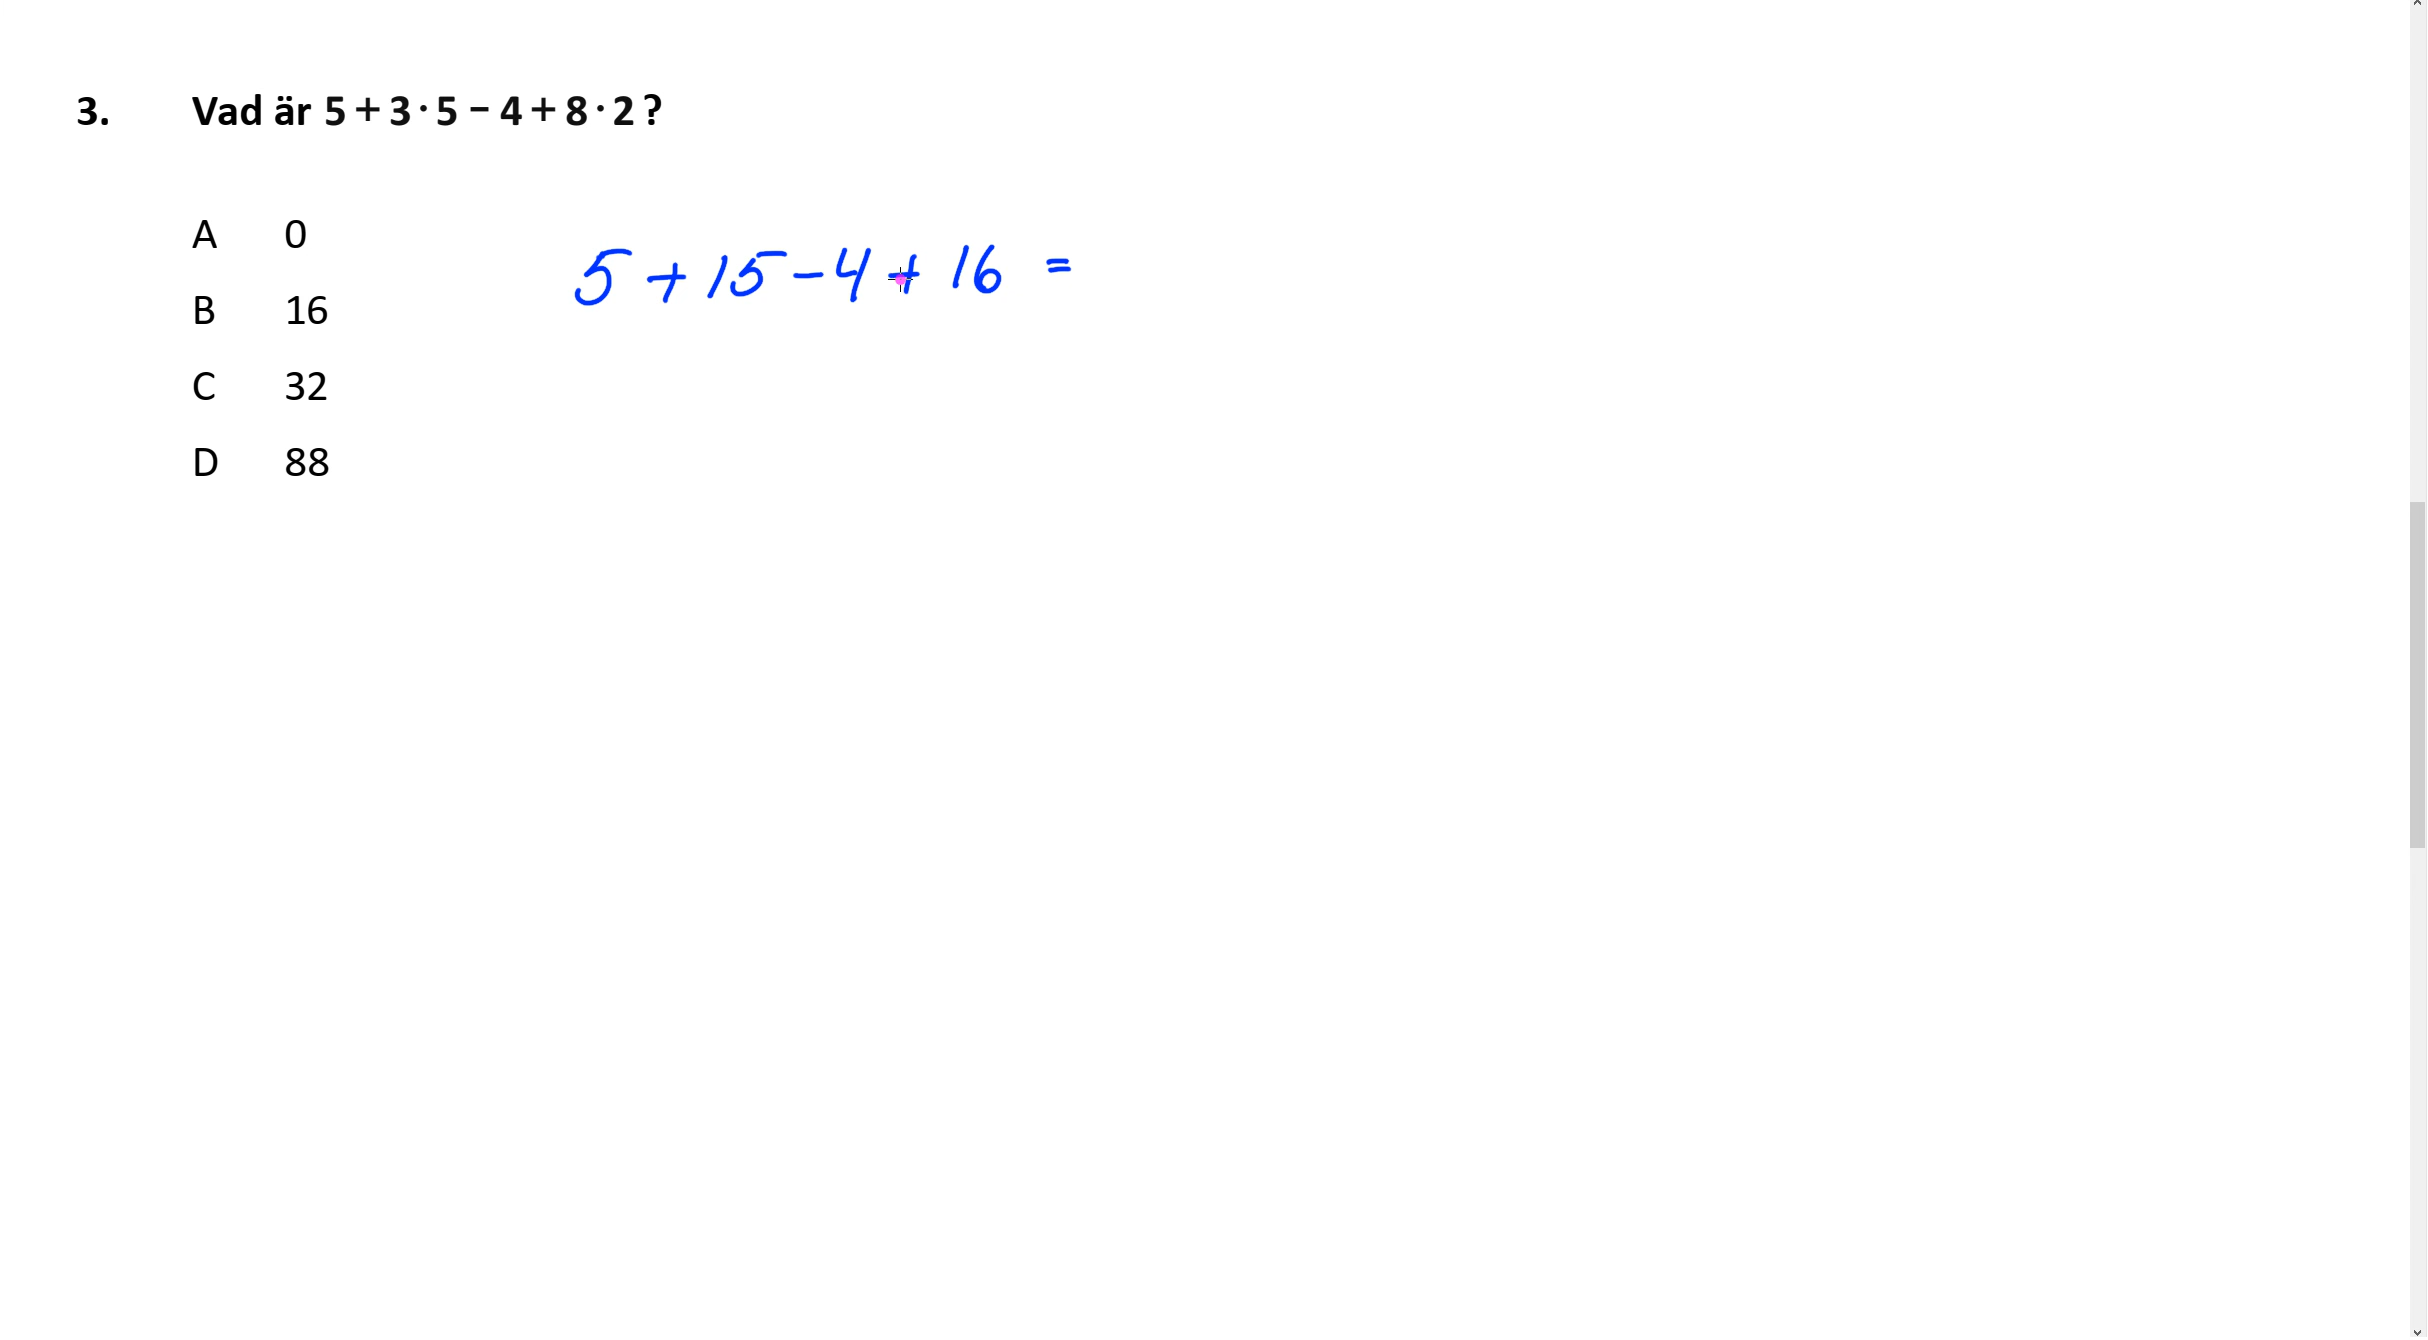 3. Vad är 5 + 3 · 5 − 4 + 8 · 2 ?
A 0
5 + 15 − 4 + 16 =
B 16
C 32
D 88